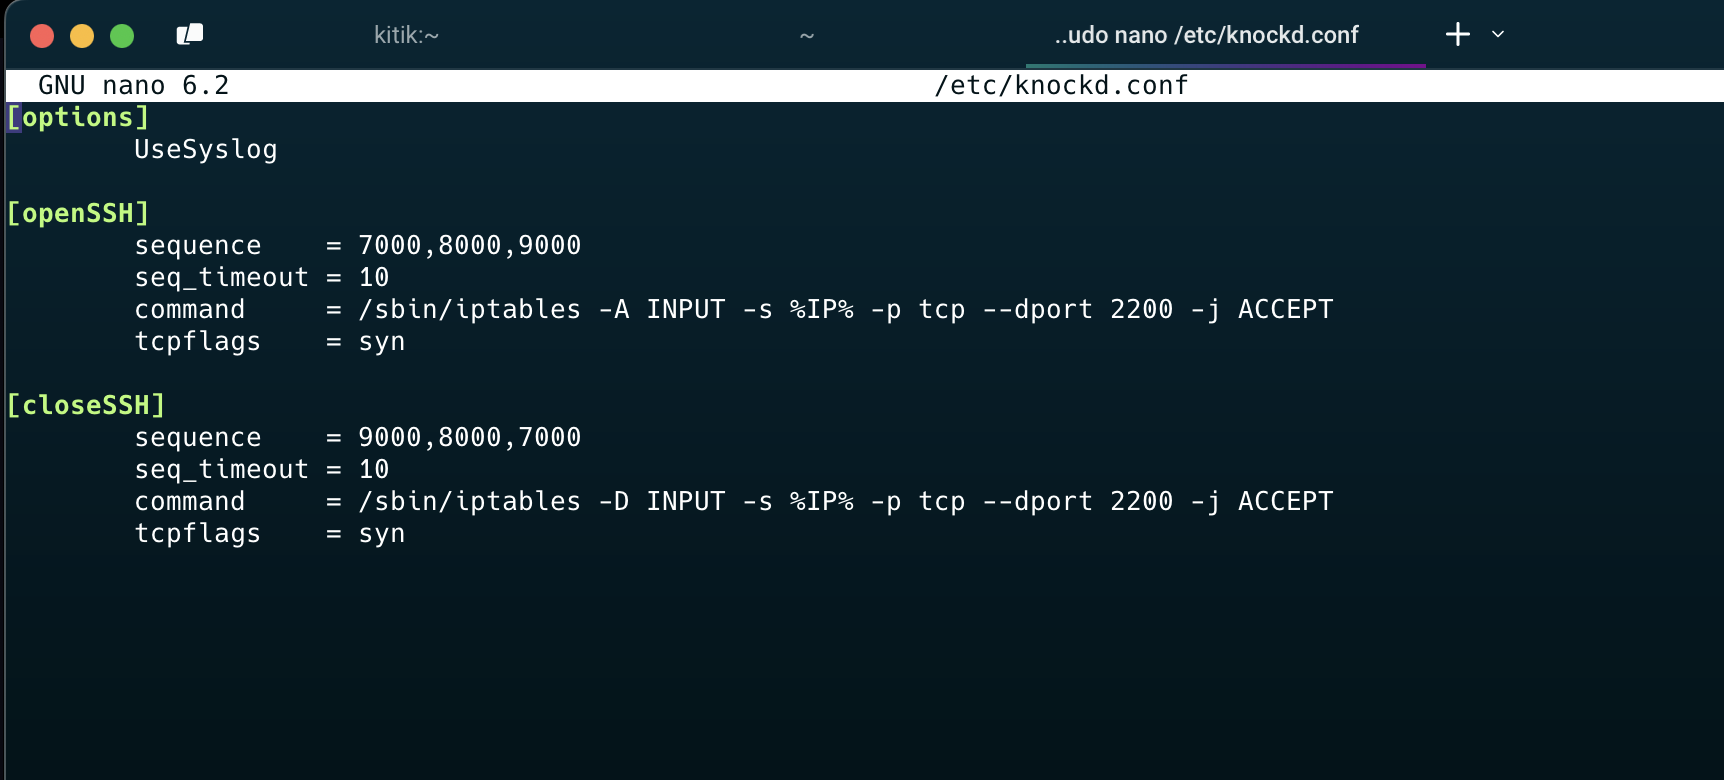 kitik:~ ~ ..udo nano /etc/knockd.conf
GNU nano 6.2 /etc/knockd.conf
[options]
UseSyslog
[openSSH]
sequence = 7000,8000,9000
seq_timeout = 10
command = /sbin/iptables -A INPUT -s %IP% -p tcp --dport 2200 -j ACCEPT
tcpflags = syn
[closeSSH]
sequence = 9000,8000,7000
seq_timeout = 10
command = /sbin/iptables -D INPUT -s %IP% -p tcp --dport 2200 -j ACCEPT
tcpflags = syn